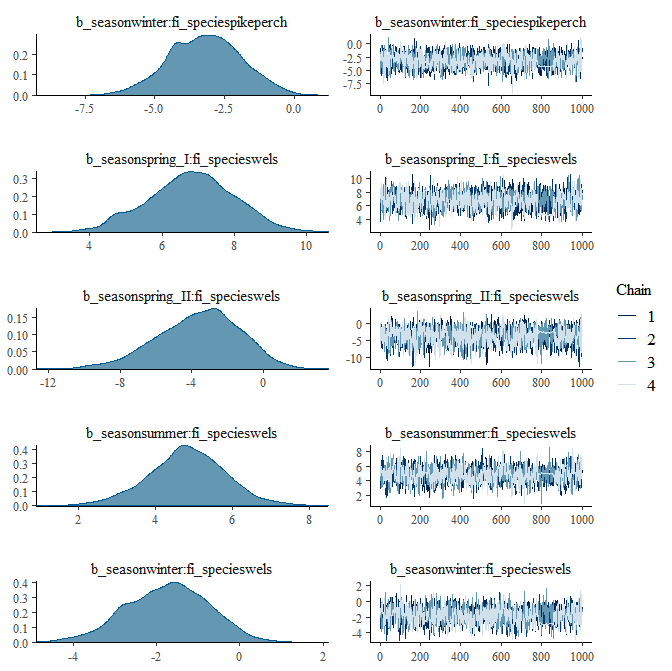 b_seasonwinter:fi_speciespikeperch
0.2
0.1
0.0
-7.5 -5.0 -2.5 0.0
b_seasonwinter:fi_speciespikeperch
0.0
-2.5
-5.0
-7.5
0 200 400 600 800 1000
b_seasonspring_I:fi_specieswels
0.3
0.2
0.1
0.0
4 6 8 10
b_seasonspring_I:fi_specieswels
10
8
6
4
0 200 400 600 800 1000
b_seasonspring_II:fi_specieswels
0.15
0.10
0.05
0.00
-12 -8 -4 0
b_seasonspring_II:fi_specieswels
0
-5
-10
0 200 400 600 800 1000
b_seasonsummer:fi_specieswels
0.4
0.3
0.2
0.1
0.0
2 4 6 8
b_seasonsummer:fi_specieswels
8
6
4
2
0 200 400 600 800 1000
b_seasonwinter:fi_specieswels
0.4
0.3
0.2
0.1
0.0
-4 -2 0 2
b_seasonwinter:fi_specieswels
2
0
-2
-4
0 200 400 600 800 1000
Chain
1
2
3
4